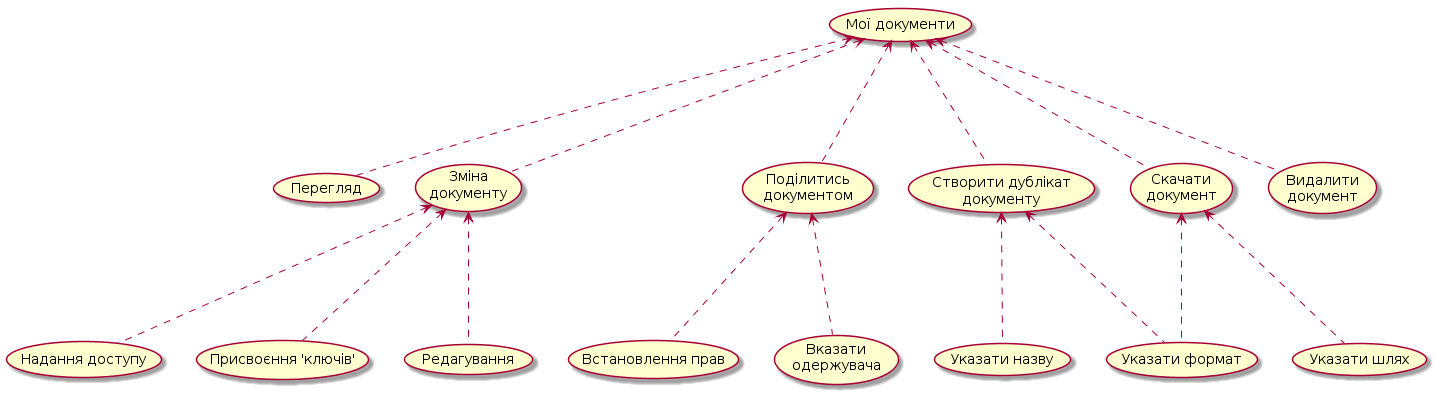 Мої документи
Перегляд
Зміна
документу
Поділитись
документом
Створити дублікат
документу
Скачати
документ
Видалити
документ
Надання доступу
Присвоєння 'ключів'
Редагування
Встановлення прав
Вказати
одержувача
Указати назву
Указати формат
Указати шлях